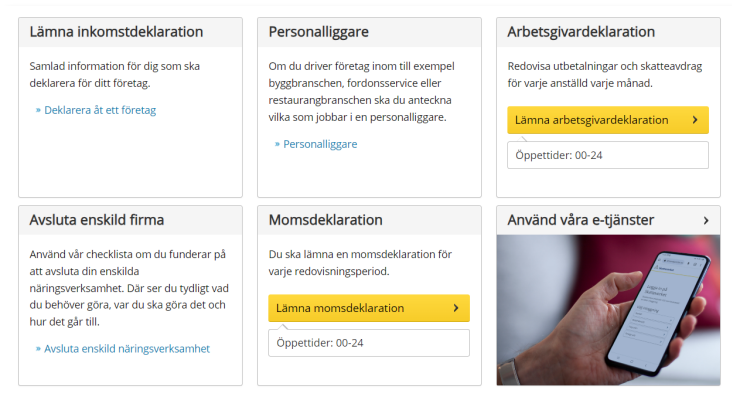 Lämna inkomstdeklaration
Samlad information för dig som ska
deklarera för ditt företag.
» Deklarera åt ett företag
Personalliggare
Om du driver företag inom till exempel
byggbranschen, fordonsservice eller
restaurangbranschen ska du anteckna
vilka som jobbar i en personalliggare.
» Personalliggare
Arbetsgivardeklaration
Redovisa utbetalningar och skatteavdrag
för varje anställd varje månad.
Lämna arbetsgivardeklaration
Öppettider: 00-24
Avsluta enskild firma
Använd vår checklista om du funderar på
att avsluta din enskilda
näringsverksamhet. Där ser du tydligt vad
du behöver göra, var du ska göra det och
hur det går till.
» Avsluta enskild näringsverksamhet
Momsdeklaration
Du ska lämna en momsdeklaration för
varje redovisningsperiod.
Lämna momsdeklaration
Öppettider: 00-24
Använd våra e-tjänster